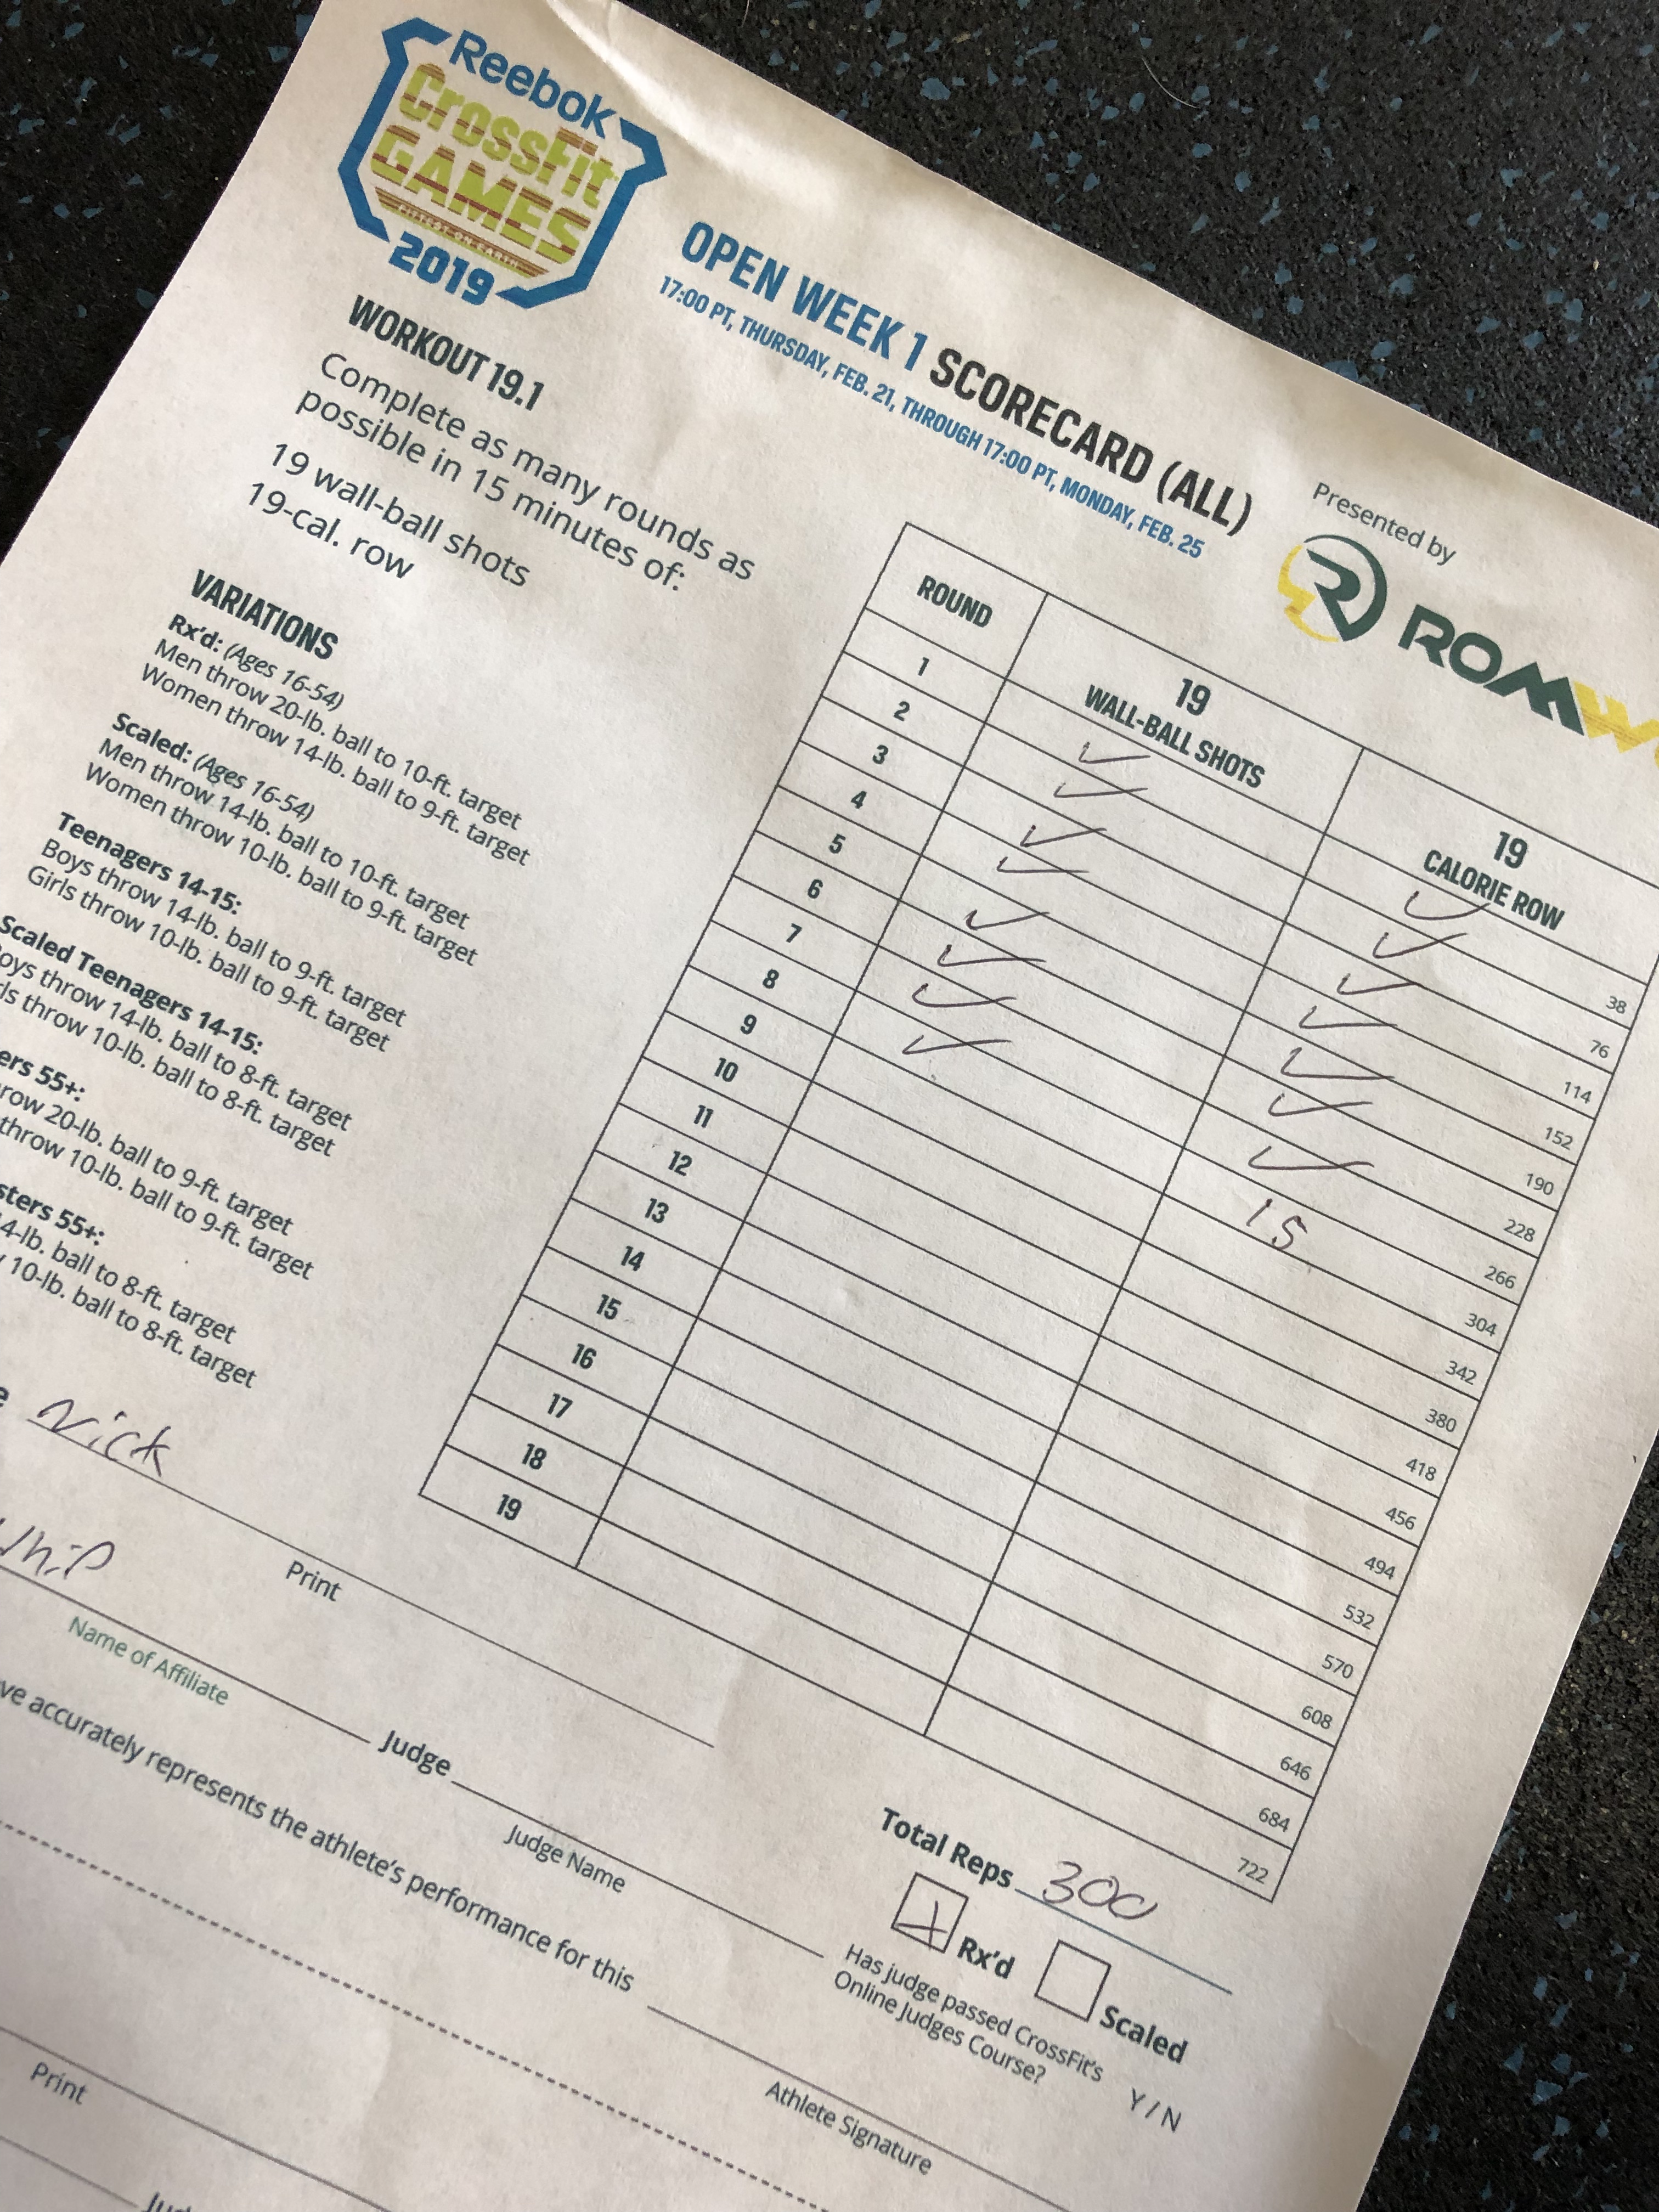 Reebok
CrossFit
GAMES
FITTEST ON EARTH
2019
OPEN WEEK 1 SCORECARD (ALL)
17:00 PT, THURSDAY, FEB. 21, THROUGH 17:00 PT, MONDAY, FEB. 25
Presented by
WORKOUT 19.1
Complete as many rounds as
possible in 15 minutes of:
19 wall-ball shots
19-cal. row
VARIATIONS
Rx'd: (Ages 16-54)
Men throw 20-lb. ball to 10-ft. target
Women throw 14-lb. ball to 9-ft. target
Scaled: (Ages 16-54)
Men throw 14-lb. ball to 10-ft. target
Women throw 10-lb. ball to 9-ft. target
Teenagers 14-15:
Boys throw 14-lb. ball to 9-ft. target
Girls throw 10-lb. ball to 9-ft. target
Scaled Teenagers 14-15:
oys throw 14-lb. ball to 8-ft. target
rls throw 10-lb. ball to 8-ft. target
ers 55+:
row 20-lb. ball to 9-ft. target
throw 10-lb. ball to 9-ft. target
sters 55+:
4-lb. ball to 8-ft. target
10-lb. ball to 8-ft. target
ROUND
19
WALL-BALL SHOTS
19
CALORIE ROW
1 ✓ ✓ 38
2 ✓ ✓ 76
3 ✓ ✓ 114
4 ✓ ✓ 152
5 ✓ ✓ 190
6 ✓ ✓ 228
7 ✓ ✓ 266
8 ✓ 15 304
9 342
10 380
11 418
12 456
13 494
14 532
15 570
16 608
17 646
18 684
19 722
e Nick
Print
Name of Affiliate
Judge
Judge Name
Total Reps 300
Rx'd
Scaled
Has judge passed CrossFit's
Online Judges Course?
Y / N
ve accurately represents the athlete's performance for this
Athlete Signature
Print